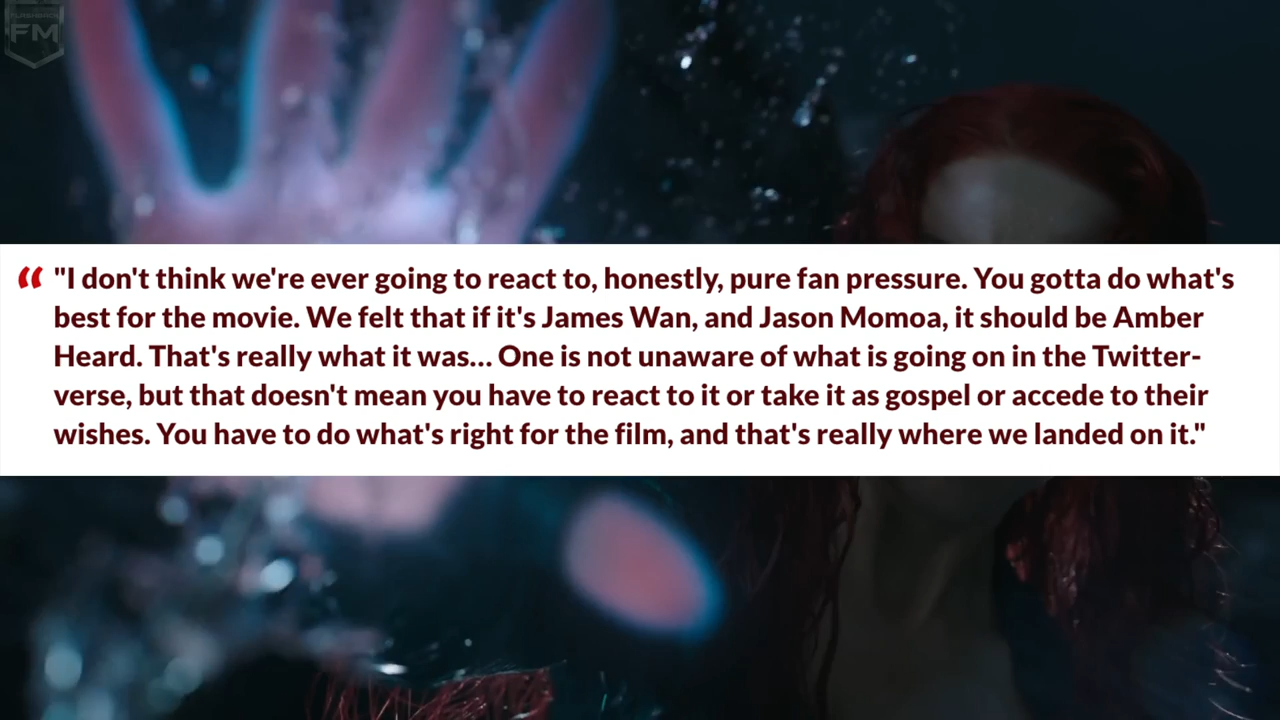 FLASHBACK
FM
“ "I don't think we're ever going to react to, honestly, pure fan pressure. You gotta do what's
best for the movie. We felt that if it's James Wan, and Jason Momoa, it should be Amber
Heard. That's really what it was... One is not unaware of what is going on in the Twitter-
verse, but that doesn't mean you have to react to it or take it as gospel or accede to their
wishes. You have to do what's right for the film, and that's really where we landed on it."